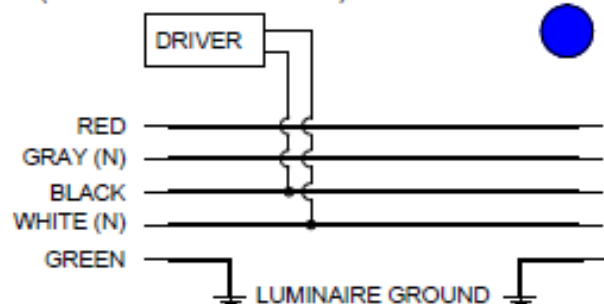 DRIVER
RED
GRAY (N)
BLACK
WHITE (N)
GREEN
LUMINAIRE GROUND